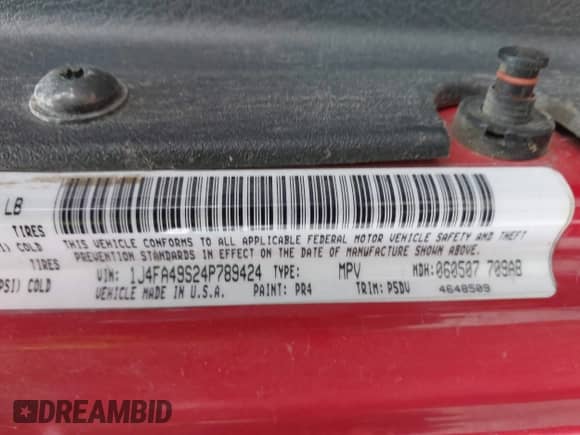 LB
TIRES
I) COLD
TIRES
PSI) COLD
THIS VEHICLE CONFORMS TO ALL APPLICABLE FEDERAL MOTOR VEHICLE SAFETY AND THEFT
PREVENTION STANDARDS IN EFFECT ON THE DATE OF MANUFACTURE SHOWN ABOVE.
VIN: 1J4FA49S24P789424 TYPE: MPV MDH: 060507 709AB
VEHICLE MADE IN U.S.A. PAINT: PR4 TRIM: P5DV 4648509
DREAMBID